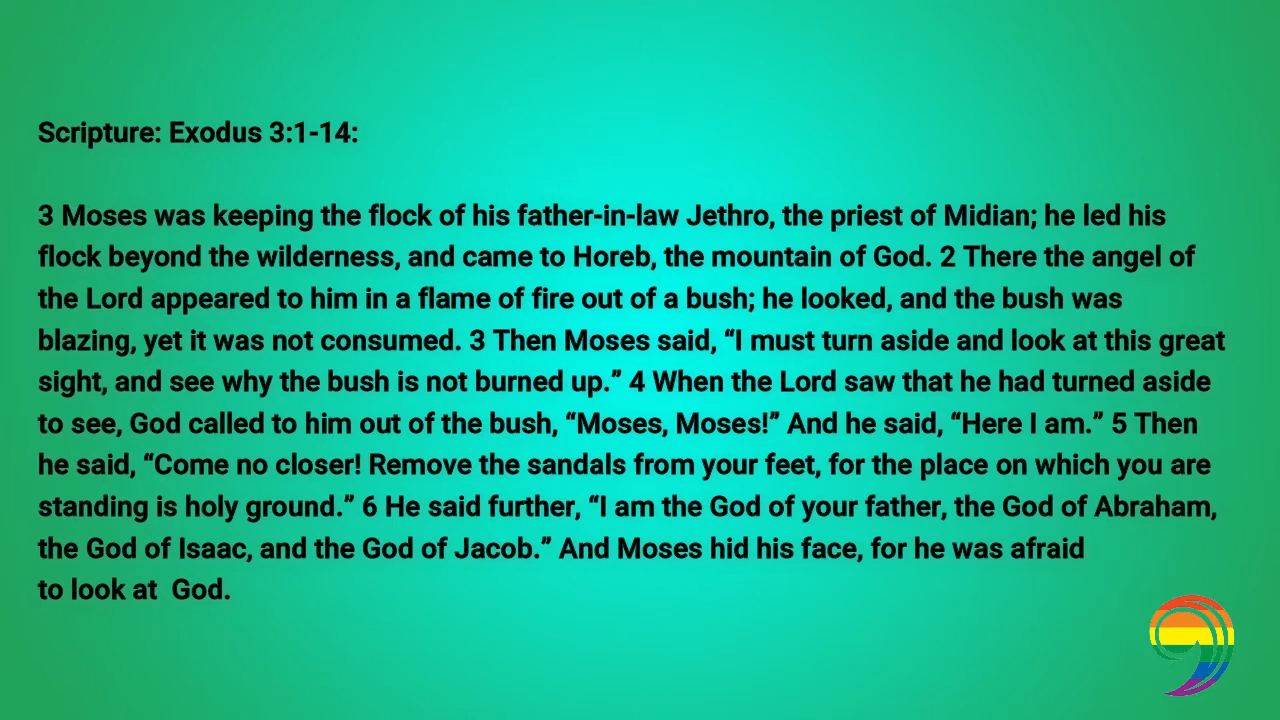 Scripture: Exodus 3:1-14:
3 Moses was keeping the flock of his father-in-law Jethro, the priest of Midian; he led his
flock beyond the wilderness, and came to Horeb, the mountain of God. 2 There the angel of
the Lord appeared to him in a flame of fire out of a bush; he looked, and the bush was
blazing, yet it was not consumed. 3 Then Moses said, “I must turn aside and look at this great
sight, and see why the bush is not burned up.” 4 When the Lord saw that he had turned aside
to see, God called to him out of the bush, “Moses, Moses!” And he said, “Here I am.” 5 Then
he said, “Come no closer! Remove the sandals from your feet, for the place on which you are
standing is holy ground.” 6 He said further, “I am the God of your father, the God of Abraham,
the God of Isaac, and the God of Jacob.” And Moses hid his face, for he was afraid
to look at  God.